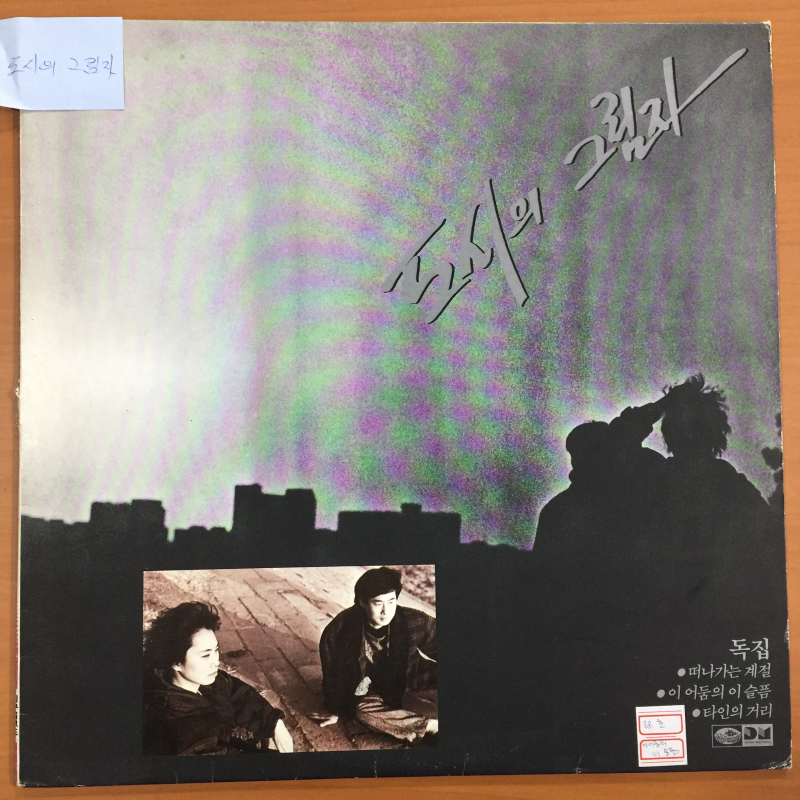 도시의 그림자
도시의 그림자
독집
●떠나가는 계절
●이 어둠의 이 슬픔
●타인의 거리